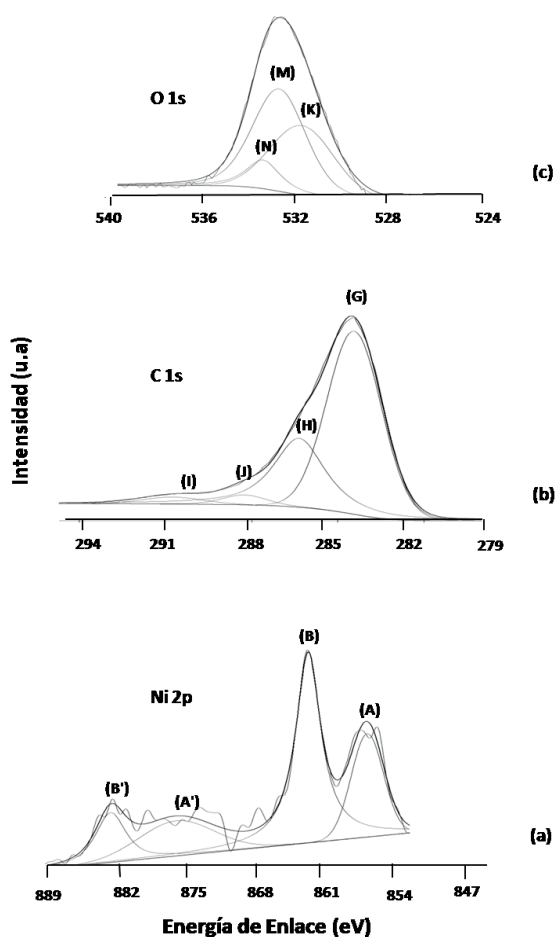 (M)
O 1s
(K)
(N)
(c)
540 536 532 528 524
(G)
C 1s
(H)
(I)
(J)
(b)
294 291 288 285 282 279
Intensidad (u.a)
(B)
Ni 2p
(A)
(B')
(A')
(a)
889 882 875 868 861 854 847
Energía de Enlace (eV)